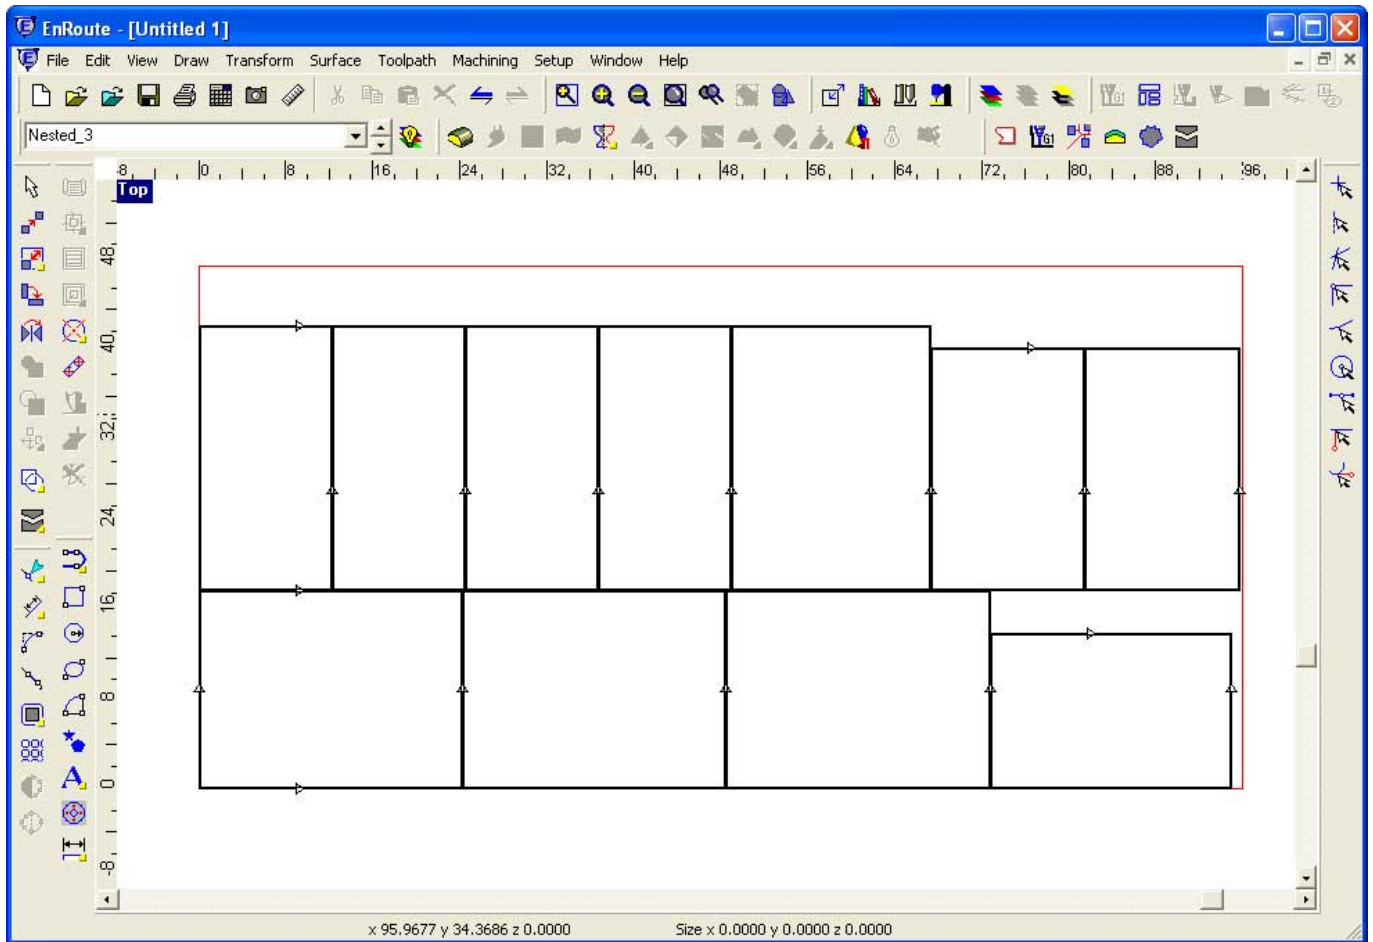 EnRoute - [Untitled 1]
File Edit View Draw Transform Surface Toolpath Machining Setup Window Help
Nested_3
-8 0 8 16 24 32 40 48 56 64 72 80 88 96
Top
48
40
32
24
16
8
0
-8
x 95.9677 y 34.3686 z 0.0000 Size x 0.0000 y 0.0000 z 0.0000